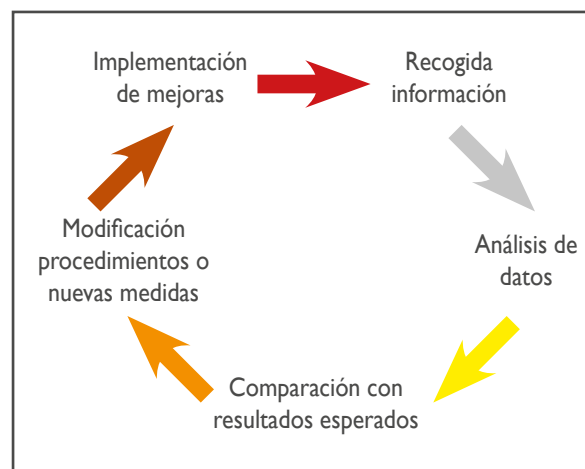 Implementación
de mejoras
Recogida
información
Análisis de
datos
Comparación con
resultados esperados
Modificación
procedimientos o
nuevas medidas